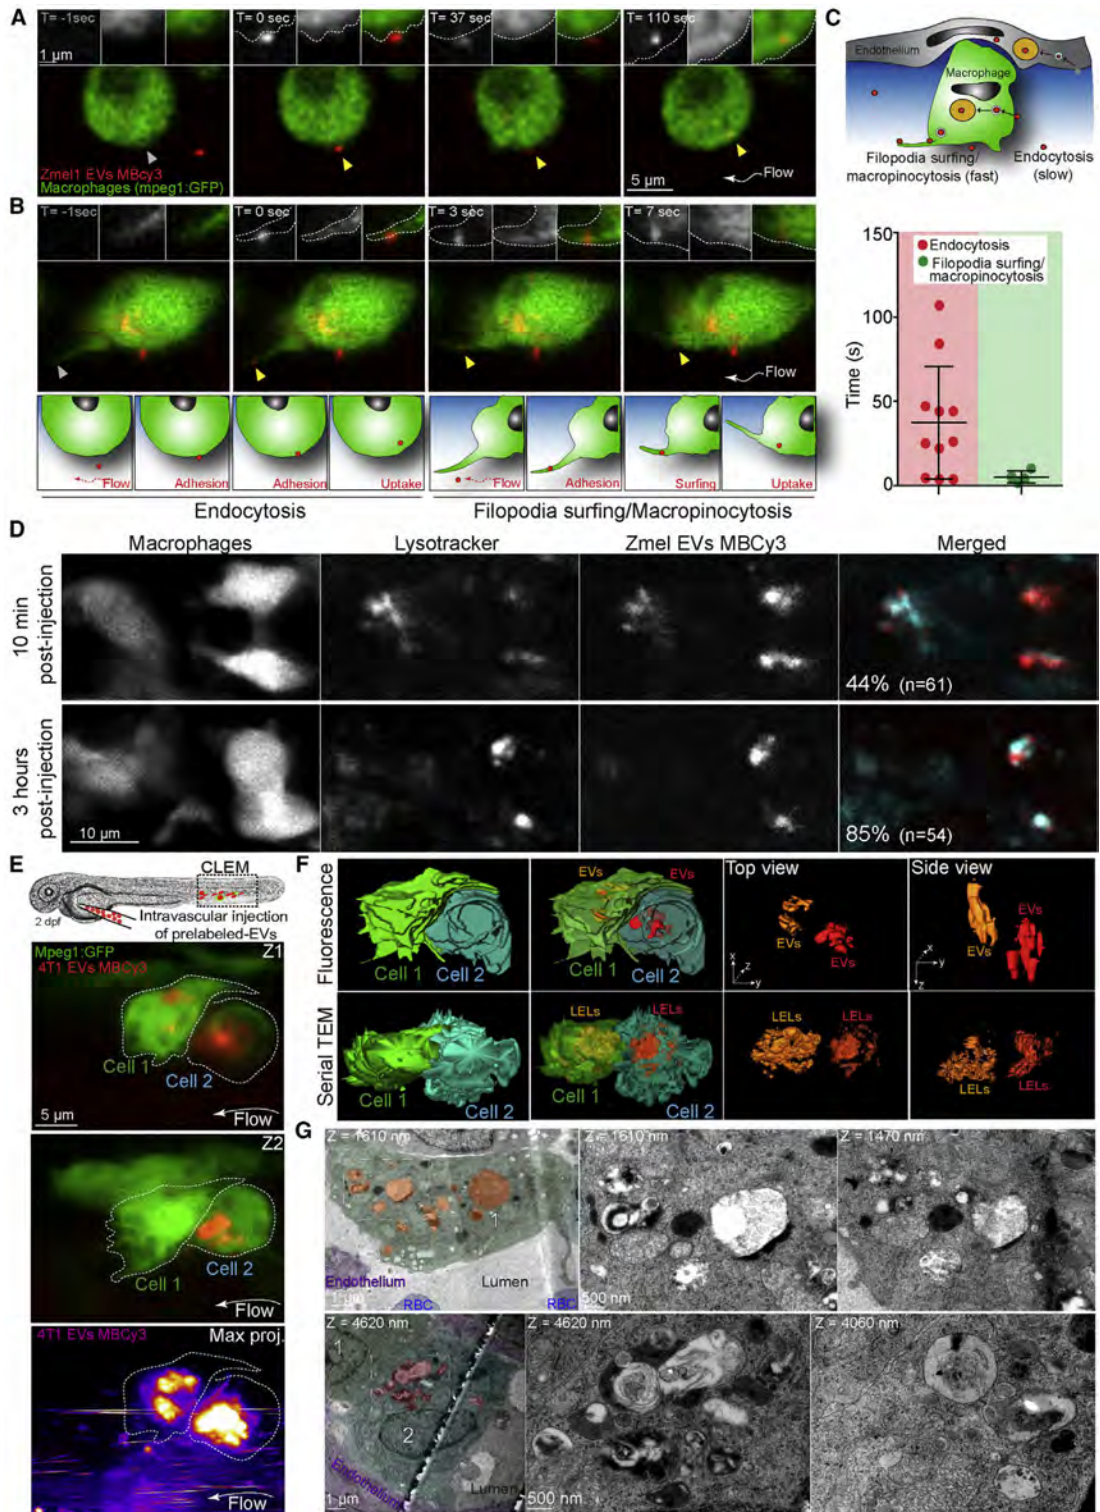 A
T= -1sec
T= 0 sec
T= 37 sec
T= 110 sec
1 µm
Zmel1 EVs MBcy3
Macrophages (mpeg1:GFP)
5 µm
Flow
B
T= -1sec
T= 0 sec
T= 3 sec
T= 7 sec
Flow
Flow
Adhesion
Adhesion
Uptake
Flow
Adhesion
Surfing
Uptake
Endocytosis
Filopodia surfing/Macropinocytosis
C
Endothelium
Macrophage
Filopodia surfing/
macropinocytosis (fast)
Endocytosis
(slow)
150
100
50
0
Time (s)
Endocytosis
Filopodia surfing/
macropinocytosis
D
Macrophages
Lysotracker
Zmel EVs MBCy3
Merged
10 min
post-injection
44% (n=61)
3 hours
post-injection
10 µm
85% (n=54)
E
CLEM
2 dpf
Intravascular injection
of prelabeled-EVs
Mpeg1:GFP
4T1 EVs MBCy3
Z1
Cell 1
Cell 2
5 µm
Flow
Z2
Cell 1
Cell 2
Flow
4T1 EVs MBCy3
Max proj.
Flow
F
Fluorescence
Cell 1
Cell 2
EVs
EVs
Cell 1
Cell 2
Top view
EVs
EVs
x
z
y
Side view
EVs
EVs
x
y
z
Serial TEM
Cell 1
Cell 2
LELs
LELs
Cell 1
Cell 2
LELs
LELs
LELs
LELs
G
Z = 1610 nm
1
Endothelium
Lumen
RBC
RBC
1 µm
Z = 1610 nm
500 nm
Z = 1470 nm
Z = 4620 nm
1
2
Endothelium
Lumen
1 µm
Z = 4620 nm
500 nm
Z = 4060 nm